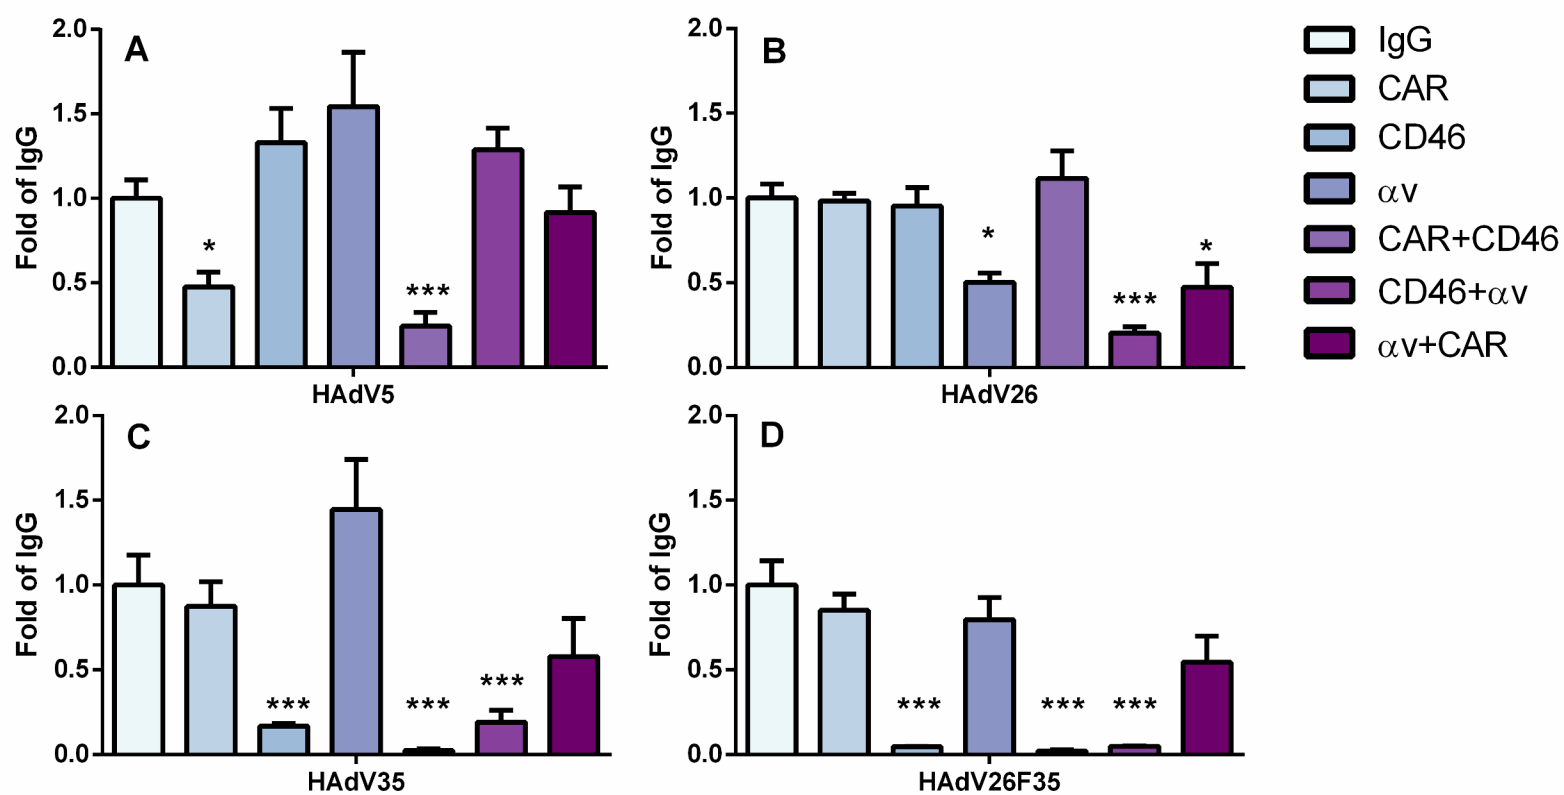 A
2.0
1.5
1.0
0.5
0.0
Fold of IgG
*
***
HAdV5
B
2.0
1.5
1.0
0.5
0.0
Fold of IgG
*
***
*
HAdV26
IgG
CAR
CD46
αv
CAR+CD46
CD46+αv
αv+CAR
C
2.0
1.5
1.0
0.5
0.0
Fold of IgG
***
***
***
HAdV35
D
2.0
1.5
1.0
0.5
0.0
Fold of IgG
***
***
***
HAdV26F35